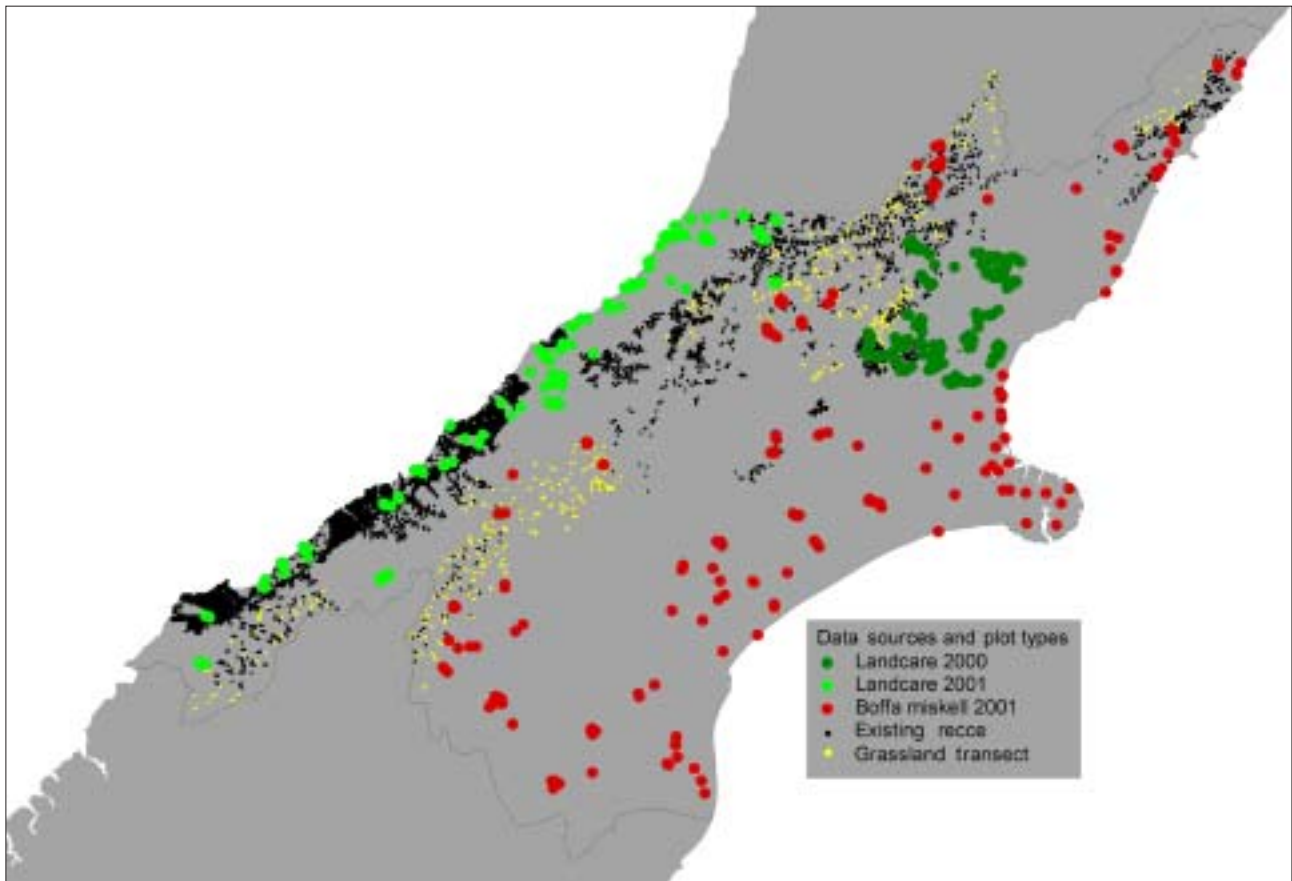 Data sources and plot types
Landcare 2000
Landcare 2001
Boffa miskell 2001
Existing recce
Grassland transect